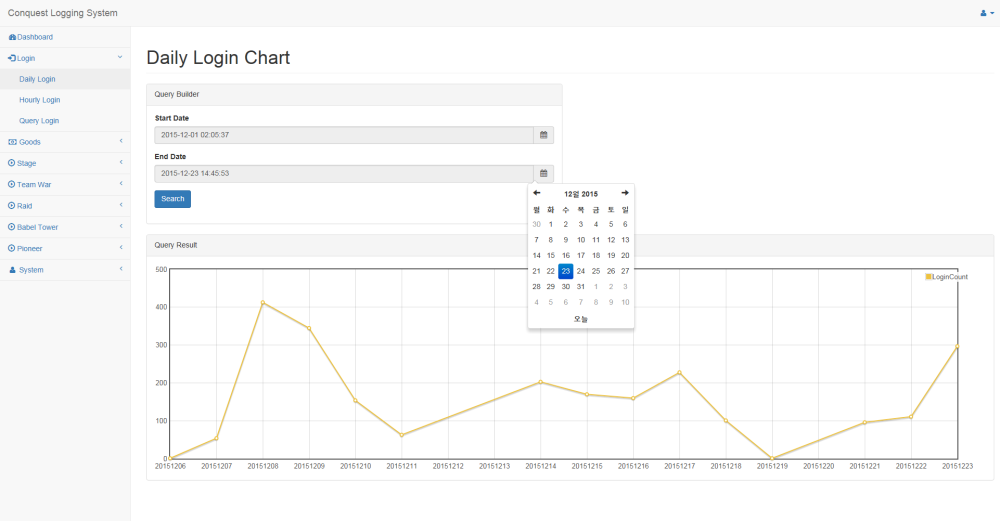 Conquest Logging System
Dashboard
Login
Daily Login
Hourly Login
Query Login
Goods
Stage
Team War
Raid
Babel Tower
Pioneer
System
Daily Login Chart
Query Builder
Start Date
2015-12-01 02:05:37
End Date
2015-12-23 14:45:53
Search
12월 2015
월 화 수 목 금 토 일
30 1 2 3 4 5 6
7 8 9 10 11 12 13
14 15 16 17 18 19 20
21 22 23 24 25 26 27
28 29 30 31 1 2 3
4 5 6 7 8 9 10
오늘
Query Result
LoginCount
500
400
300
200
100
0
20151206 20151207 20151208 20151209 20151210 20151211 20151212 20151213 20151214 20151215 20151216 20151217 20151218 20151219 20151220 20151221 20151222 20151223